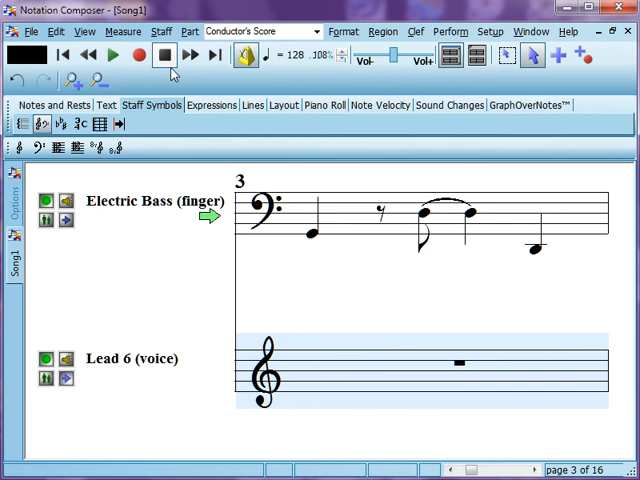 Notation Composer - [Song1]
File Edit View Measure Staff Part Conductor's Score Format Region Clef Perform Setup Window Help
= 128 .108% Vol- Vol+
Notes and Rests Text Staff Symbols Expressions Lines Layout Piano Roll Note Velocity Sound Changes GraphOverNotes™
Options
Song1
3
Electric Bass (finger)
Lead 6 (voice)
page 3 of 16